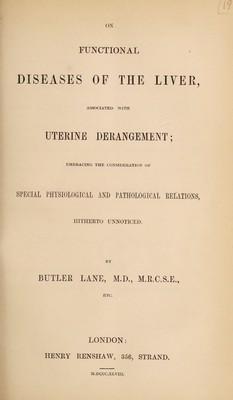 19
ON
FUNCTIONAL
DISEASES OF THE LIVER,
ASSOCIATED WITH
UTERINE DERANGEMENT;
EMBRACING THE CONSIDERATION OF
SPECIAL PHYSIOLOGICAL AND PATHOLOGICAL RELATIONS,
HITHERTO UNNOTICED.
BY
BUTLER LANE, M.D., M.R.C.S.E.,
ETC.
LONDON:
HENRY RENSHAW, 356, STRAND.
M.DCCC.XLVIII.